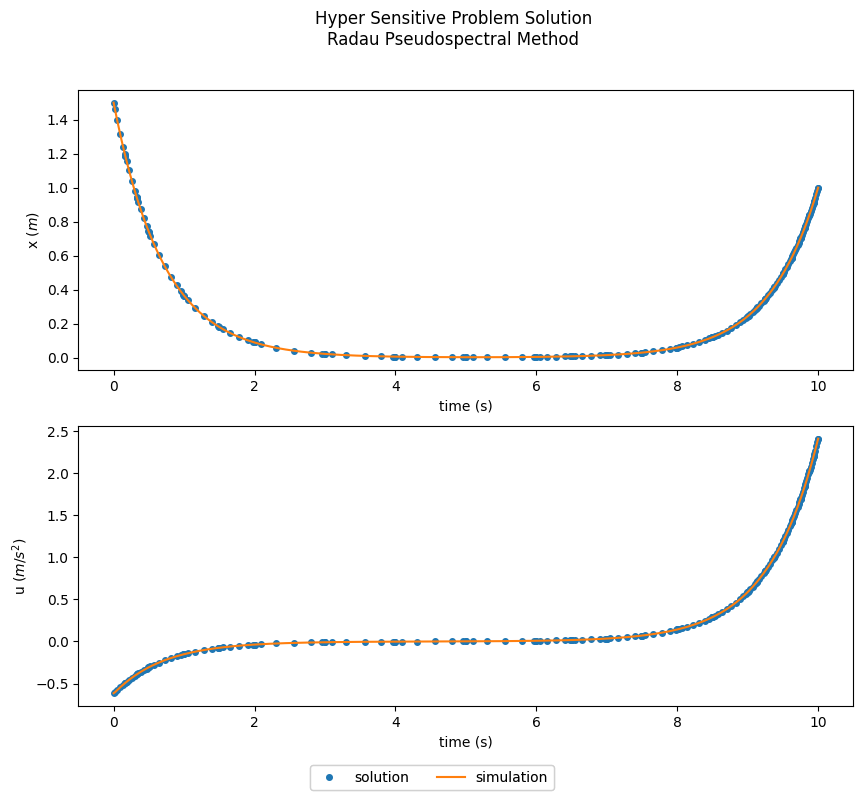 Hyper Sensitive Problem Solution
Radau Pseudospectral Method
1.4
1.2
1.0
0.8
0.6
0.4
0.2
0.0
x (m)
0 2 4 6 8 10
time (s)
2.5
2.0
1.5
1.0
0.5
0.0
−0.5
u (m/s²)
0 2 4 6 8 10
time (s)
solution simulation